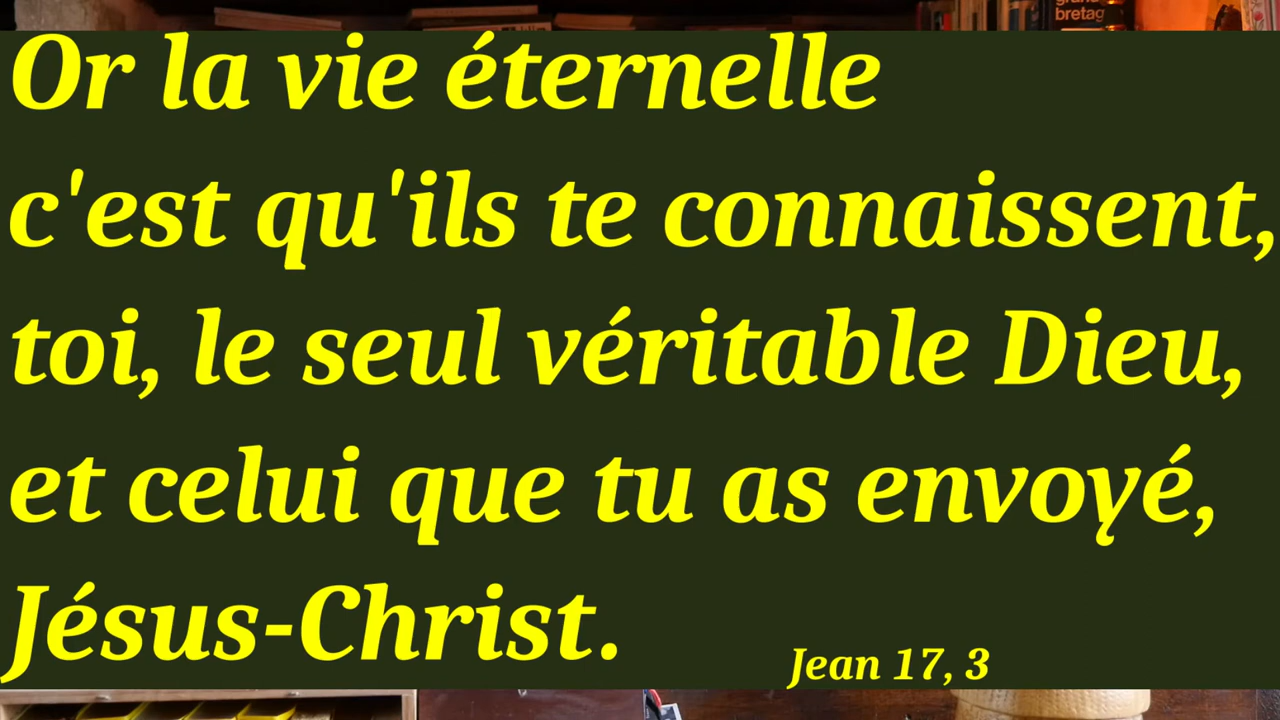 bretag
Or la vie éternelle
c'est qu'ils te connaissent,
toi, le seul véritable Dieu,
et celui que tu as envoyé,
Jésus-Christ.
Jean 17, 3